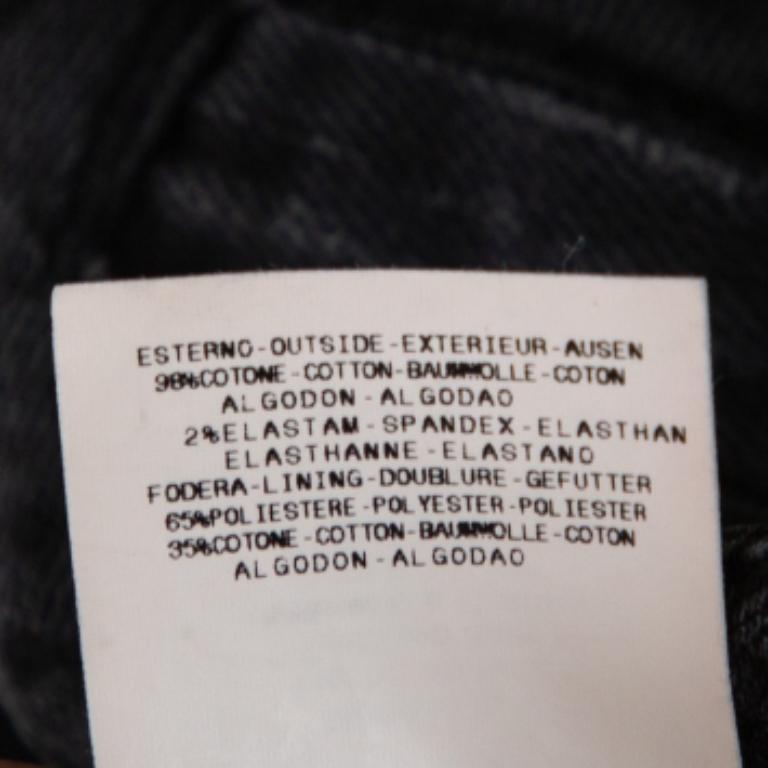 ESTERNO-OUTSIDE-EXTERIEUR-AUSEN
98%COTONE-COTTON-BAUMWOLLE-COTON
ALGODON-ALGODAO
2%ELASTAM-SPANDEX-ELASTHAN
ELASTHANNE-ELASTANO
FODERA-LINING-DOUBLURE-GEFUTTER
65%POLIESTERE-POLYESTER-POLIESTER
35%COTONE-COTTON-BAUMWOLLE-COTON
ALGODON-ALGODAO